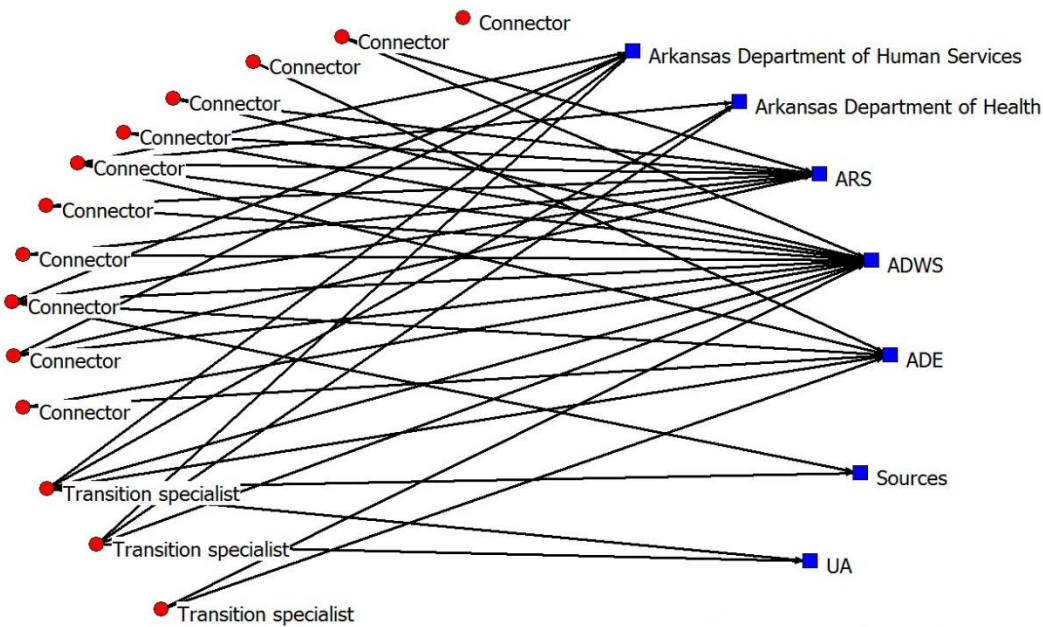 Connector
Connector
Connector
Connector
Connector
Connector
Connector
Connector
Connector
Connector
Connector
Transition specialist
Transition specialist
Transition specialist
Arkansas Department of Human Services
Arkansas Department of Health
ARS
ADWS
ADE
Sources
UA